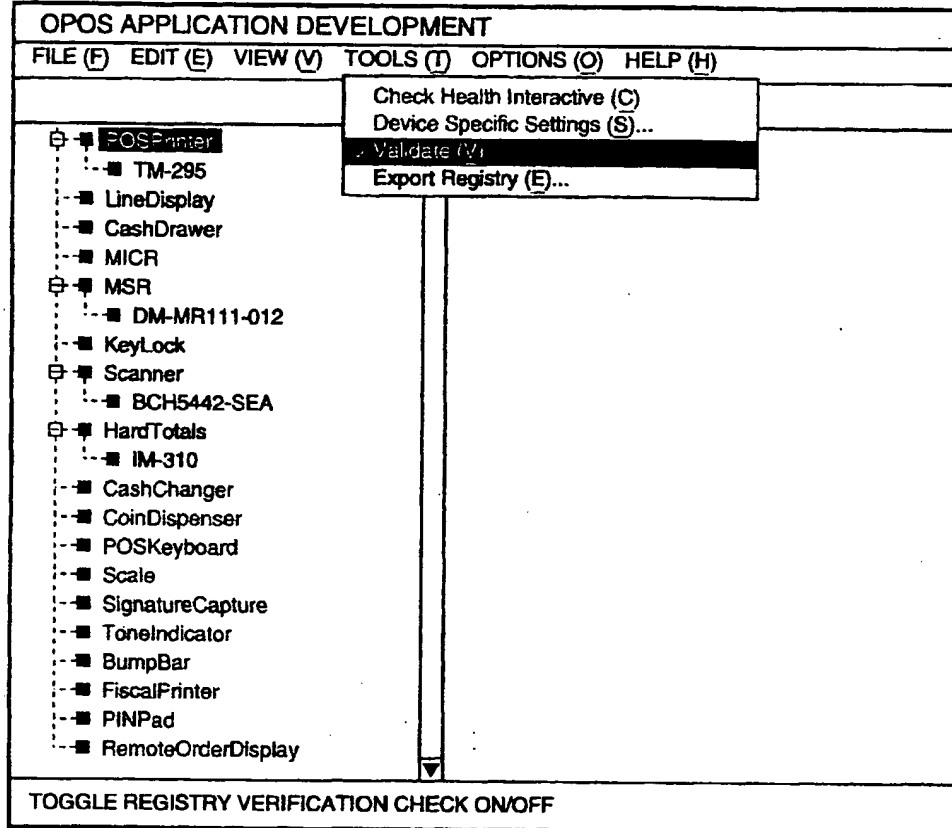 OPOS APPLICATION DEVELOPMENT
FILE (F) EDIT (E) VIEW (V) TOOLS (T) OPTIONS (O) HELP (H)
Check Health Interactive (C)
Device Specific Settings (S)...
Validate (V)
Export Registry (E)...
POSPrinter
TM-295
LineDisplay
CashDrawer
MICR
MSR
DM-MR111-012
KeyLock
Scanner
BCH5442-SEA
HardTotals
IM-310
CashChanger
CoinDispenser
POSKeyboard
Scale
SignatureCapture
ToneIndicator
BumpBar
FiscalPrinter
PINPad
RemoteOrderDisplay
TOGGLE REGISTRY VERIFICATION CHECK ON/OFF